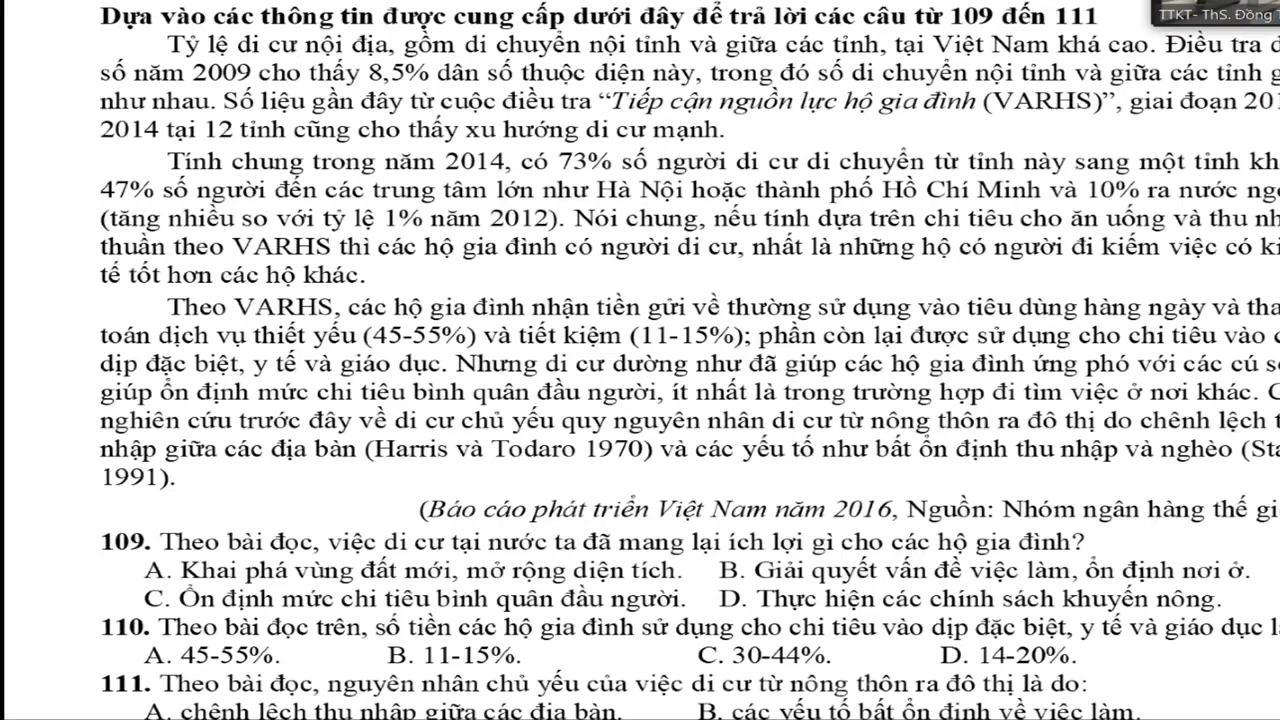 TTKT- ThS. Đồng
Dựa vào các thông tin được cung cấp dưới đây để trả lời các câu từ 109 đến 111
Tỷ lệ di cư nội địa, gồm di chuyển nội tỉnh và giữa các tỉnh, tại Việt Nam khá cao. Điều tra
số năm 2009 cho thấy 8,5% dân số thuộc diện này, trong đó số di chuyển nội tỉnh và giữa các tỉnh
như nhau. Số liệu gần đây từ cuộc điều tra “Tiếp cận nguồn lực hộ gia đình (VARHS)”, giai đoạn
2014 tại 12 tỉnh cũng cho thấy xu hướng di cư mạnh.
Tính chung trong năm 2014, có 73% số người di cư di chuyển từ tỉnh này sang một tỉnh kh
47% số người đến các trung tâm lớn như Hà Nội hoặc thành phố Hồ Chí Minh và 10% ra nước ng
(tăng nhiều so với tỷ lệ 1% năm 2012). Nói chung, nếu tính dựa trên chi tiêu cho ăn uống và thu nh
thuần theo VARHS thì các hộ gia đình có người di cư, nhất là những hộ có người đi kiếm việc có ki
tế tốt hơn các hộ khác.
Theo VARHS, các hộ gia đình nhận tiền gửi về thường sử dụng vào tiêu dùng hàng ngày và tha
toán dịch vụ thiết yếu (45-55%) và tiết kiệm (11-15%); phần còn lại được sử dụng cho chi tiêu vào
dịp đặc biệt, y tế và giáo dục. Nhưng di cư dường như đã giúp các hộ gia đình ứng phó với các cú s
giúp ổn định mức chi tiêu bình quân đầu người, ít nhất là trong trường hợp đi tìm việc ở nơi khác.
nghiên cứu trước đây về di cư chủ yếu quy nguyên nhân di cư từ nông thôn ra đô thị do chênh lệch t
nhập giữa các địa bàn (Harris và Todaro 1970) và các yếu tố như bất ổn định thu nhập và nghèo (Sta
1991).
(Báo cáo phát triển Việt Nam năm 2016, Nguồn: Nhóm ngân hàng thế gi
109. Theo bài đọc, việc di cư tại nước ta đã mang lại ích lợi gì cho các hộ gia đình?
A. Khai phá vùng đất mới, mở rộng diện tích. B. Giải quyết vấn đề việc làm, ổn định nơi ở.
C. Ổn định mức chi tiêu bình quân đầu người. D. Thực hiện các chính sách khuyến nông.
110. Theo bài đọc trên, số tiền các hộ gia đình sử dụng cho chi tiêu vào dịp đặc biệt, y tế và giáo dục l
A. 45-55%. B. 11-15%. C. 30-44%. D. 14-20%.
111. Theo bài đọc, nguyên nhân chủ yếu của việc di cư từ nông thôn ra đô thị là do:
A. chênh lệch thu nhập giữa các địa bàn. B. các yếu tố bất ổn định về việc làm.